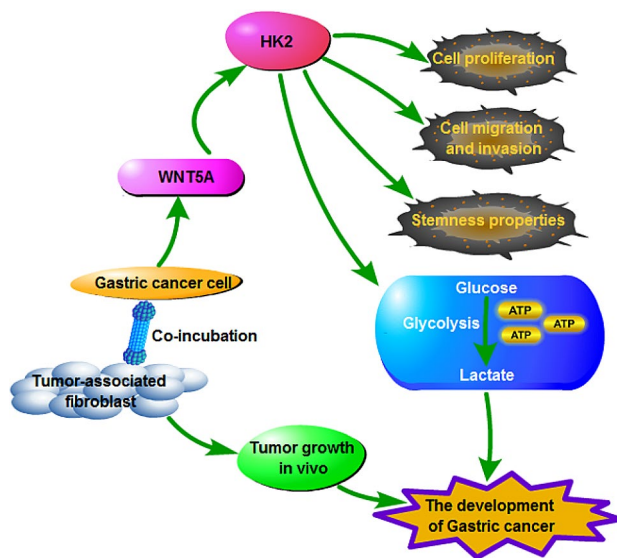 HK2
Cell proliferation
Cell migration
and invasion
WNT5A
Stemness properties
Gastric cancer cell
Glucose
ATP
Glycolysis
ATP
ATP
Co-incubation
Lactate
Tumor-associated
fibroblast
Tumor growth
in vivo
The development
of Gastric cancer